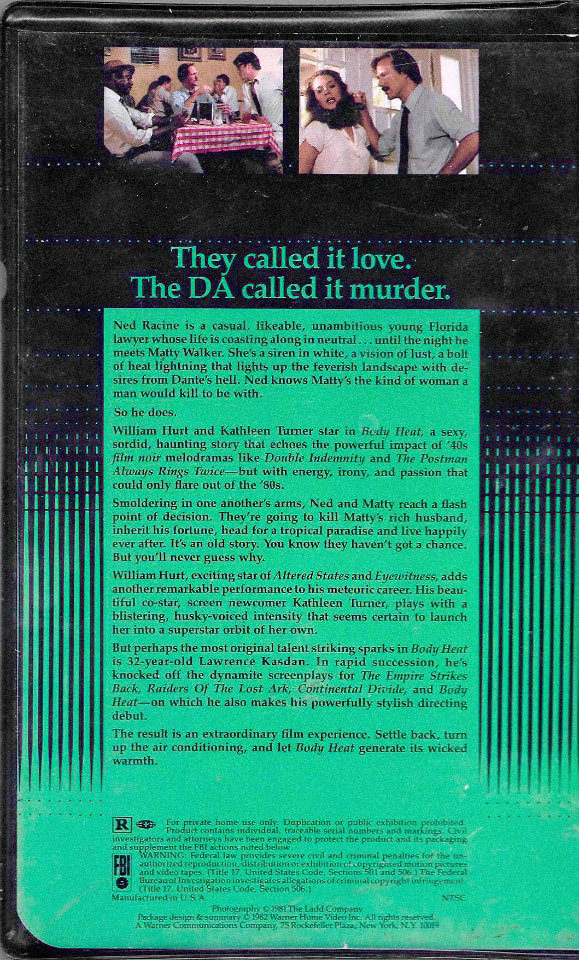 They called it love.
The DA called it murder.
Ned Racine is a casual, likeable, unambitious young Florida
lawyer whose life is coasting along in neutral . . . until the night he
meets Matty Walker. She's a siren in white, a vision of lust, a bolt
of heat lightning that lights up the feverish landscape with de-
sires from Dante's hell. Ned knows Matty's the kind of woman a
man would kill to be with.
So he does.
William Hurt and Kathleen Turner star in Body Heat, a sexy,
sordid, haunting story that echoes the powerful impact of '40s
film noir melodramas like Double Indemnity and The Postman
Always Rings Twice—but with energy, irony, and passion that
could only flare out of the '80s.
Smoldering in one another's arms, Ned and Matty reach a flash
point of decision. They're going to kill Matty's rich husband,
inherit his fortune, head for a tropical paradise and live happily
ever after. It's an old story. You know they haven't got a chance.
But you'll never guess why.
William Hurt, exciting star of Altered States and Eyewitness, adds
another remarkable performance to his meteoric career. His beau-
tiful co-star, screen newcomer Kathleen Turner, plays with a
blistering, husky-voiced intensity that seems certain to launch
her into a superstar orbit of her own.
But perhaps the most original talent striking sparks in Body Heat
is 32-year-old Lawrence Kasdan. In rapid succession, he's
knocked off the dynamite screenplays for The Empire Strikes
Back, Raiders Of The Lost Ark, Continental Divide, and Body
Heat—on which he also makes his powerfully stylish directing
debut.
The result is an extraordinary film experience. Settle back, turn
up the air conditioning, and let Body Heat generate its wicked
warmth.
R For private home use only. Duplication or public exhibition prohibited.
Product contains individual, traceable serial numbers and markings. Civil
investigators and attorneys have been engaged to protect the product and its packaging
and supplement the FBI actions noted below.
FBI WARNING: Federal law provides severe civil and criminal penalties for the un-
authorized reproduction, distribution or exhibition of copyrighted motion pictures
and video tapes. (Title 17, United States Code, Sections 501 and 506.) The Federal
Bureau of Investigation investigates allegations of criminal copyright infringement.
(Title 17, United States Code, Section 506.)
Manufactured in U.S.A. NTSC
Photography © 1981 The Ladd Company
Package design & summary © 1982 Warner Home Video Inc. All rights reserved.
A Warner Communications Company, 75 Rockefeller Plaza, New York, N.Y. 10019